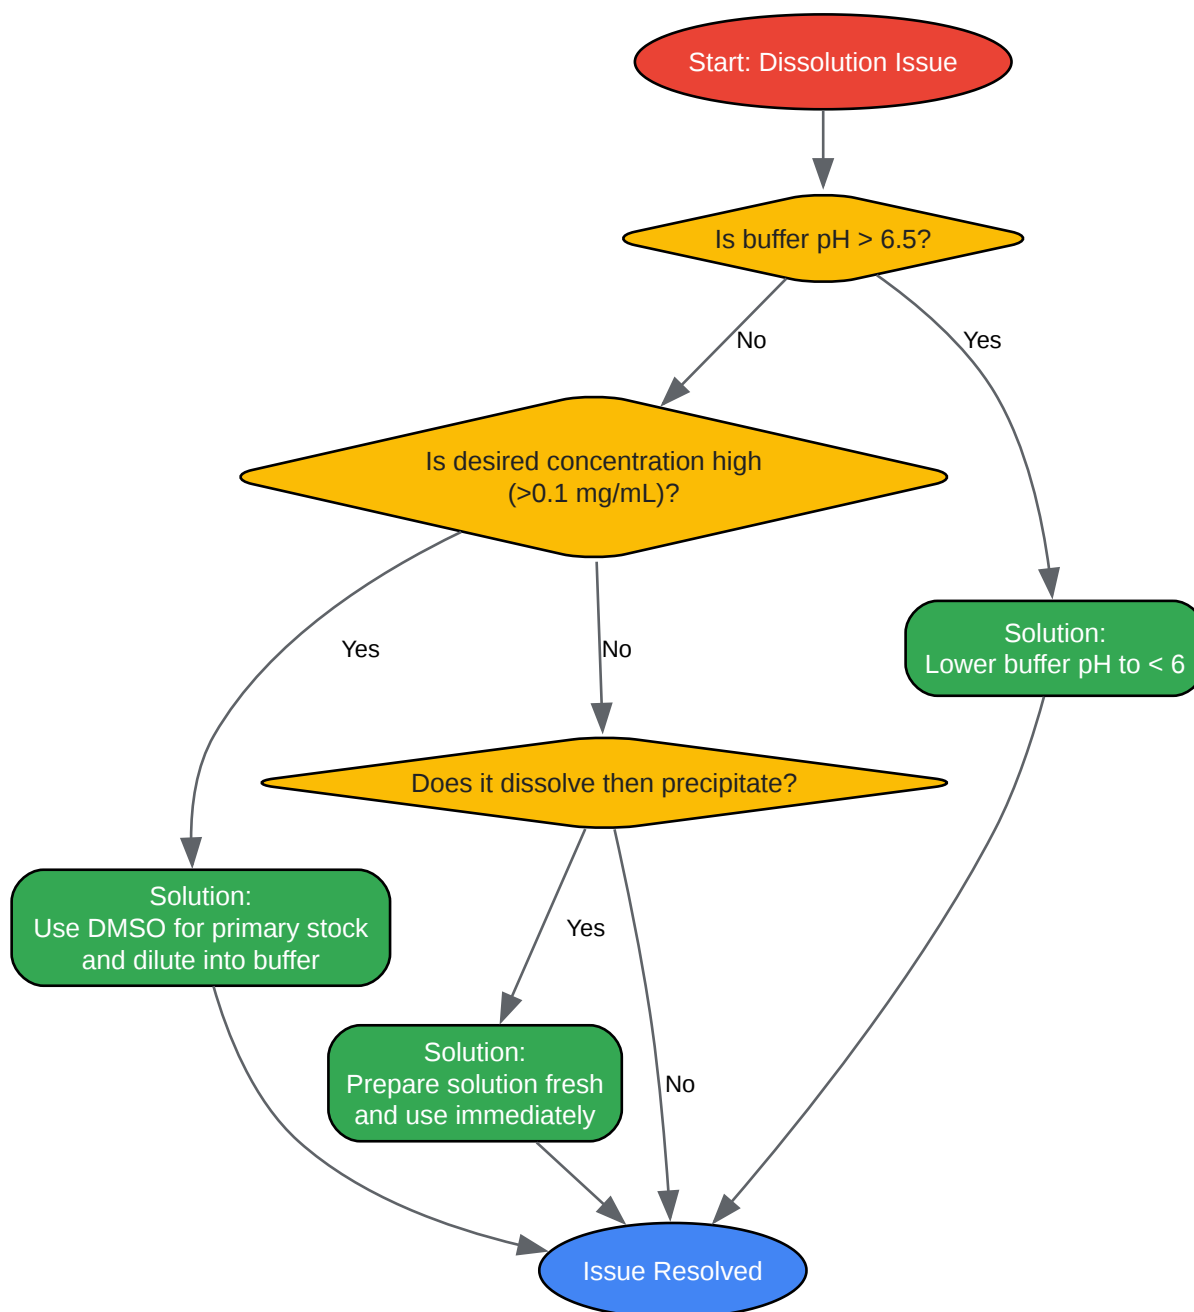 Start: Dissolution Issue
Is buffer pH > 6.5?
No
Yes
Is desired concentration high
(>0.1 mg/mL)?
Solution:
Lower buffer pH to < 6
Yes
No
Does it dissolve then precipitate?
Solution:
Use DMSO for primary stock
and dilute into buffer
Yes
Solution:
Prepare solution fresh
and use immediately
No
Issue Resolved